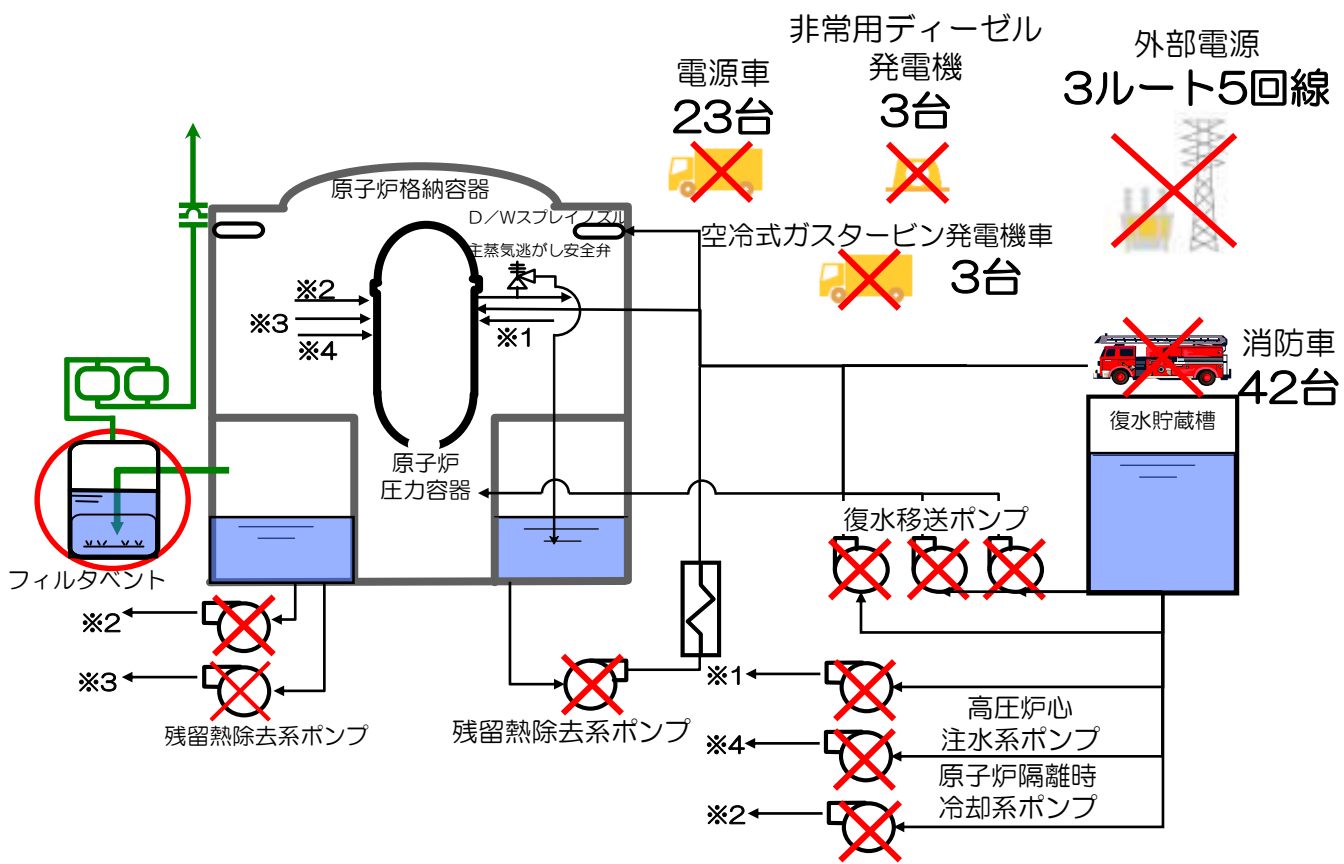 非常用ディーゼル
発電機
3台
電源車
23台
外部電源
3ルート5回線
原子炉格納容器
D/Wスプレイノズル
主蒸気逃がし安全弁
空冷式ガスタービン発電機車
3台
※2
※3
※4
※1
消防車
42台
復水貯蔵槽
原子炉
圧力容器
復水移送ポンプ
フィルタベント
※2
※3
残留熱除去系ポンプ
残留熱除去系ポンプ
※1
※4
※2
高圧炉心
注水系ポンプ
原子炉隔離時
冷却系ポンプ